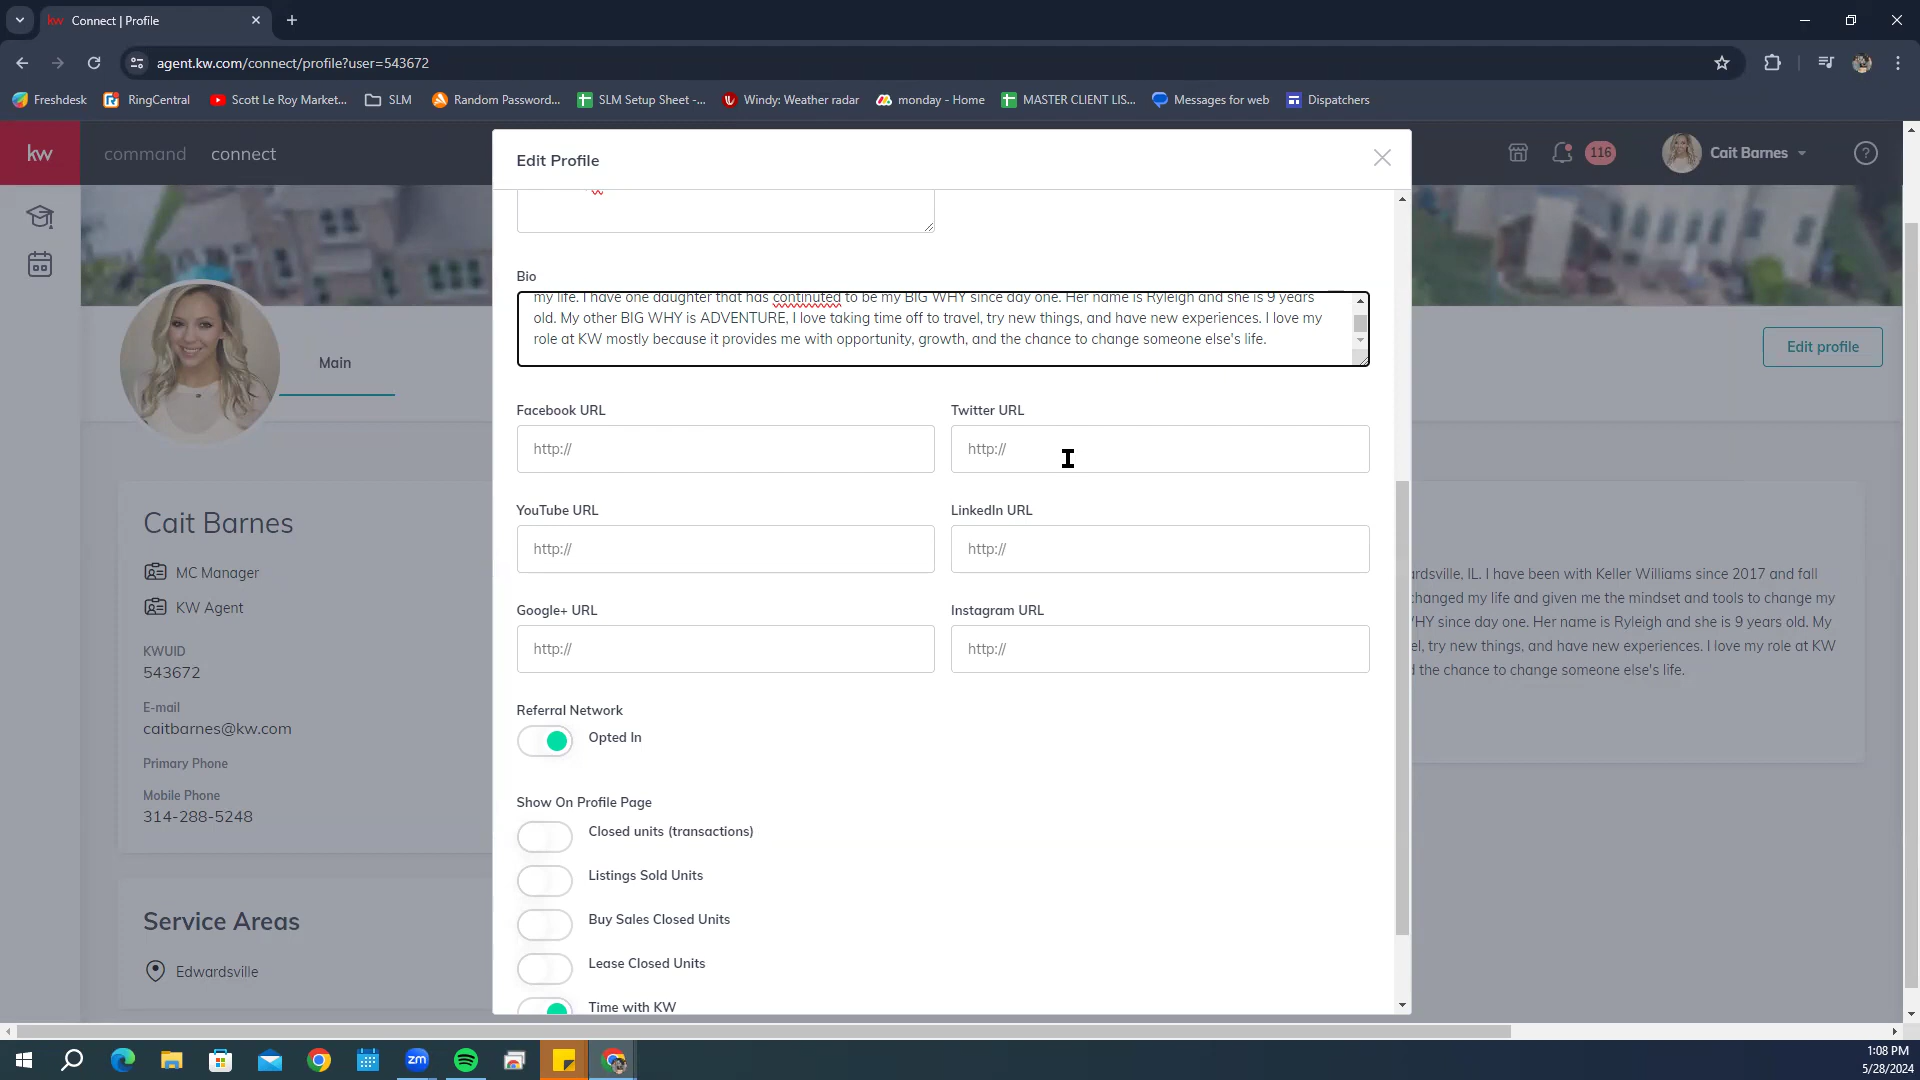 kw
Connect | Profile
agent.kw.com/connect/profile?user=543672
Freshdesk
RingCentral
Scott Le Roy Market...
SLM
Random Password...
SLM Setup Sheet -...
Windy: Weather radar
monday - Home
MASTER CLIENT LIS...
Messages for web
Dispatchers
kw
command
connect
116
Cait Barnes
Edit Profile
Bio
my life. I have one daughter that has continuted to be my BIG WHY since day one. Her name is Ryleigh and she is 9 years
old. My other BIG WHY is ADVENTURE, I love taking time off to travel, try new things, and have new experiences. I love my
role at KW mostly because it provides me with opportunity, growth, and the chance to change someone else's life.
Main
Edit profile
Facebook URL
Twitter URL
http://
http://
YouTube URL
LinkedIn URL
http://
http://
Google+ URL
Instagram URL
http://
http://
Referral Network
Opted In
Show On Profile Page
Closed units (transactions)
Listings Sold Units
Buy Sales Closed Units
Lease Closed Units
Time with KW
Cait Barnes
MC Manager
KW Agent
KWUID
543672
E-mail
caitbarnes@kw.com
Primary Phone
Mobile Phone
314-288-5248
Service Areas
Edwardsville
rdsville, IL. I have been with Keller Williams since 2017 and fall
hanged my life and given me the mindset and tools to change my
HY since day one. Her name is Ryleigh and she is 9 years old. My
el, try new things, and have new experiences. I love my role at KW
the chance to change someone else's life.
zm
1:08 PM
5/28/2024